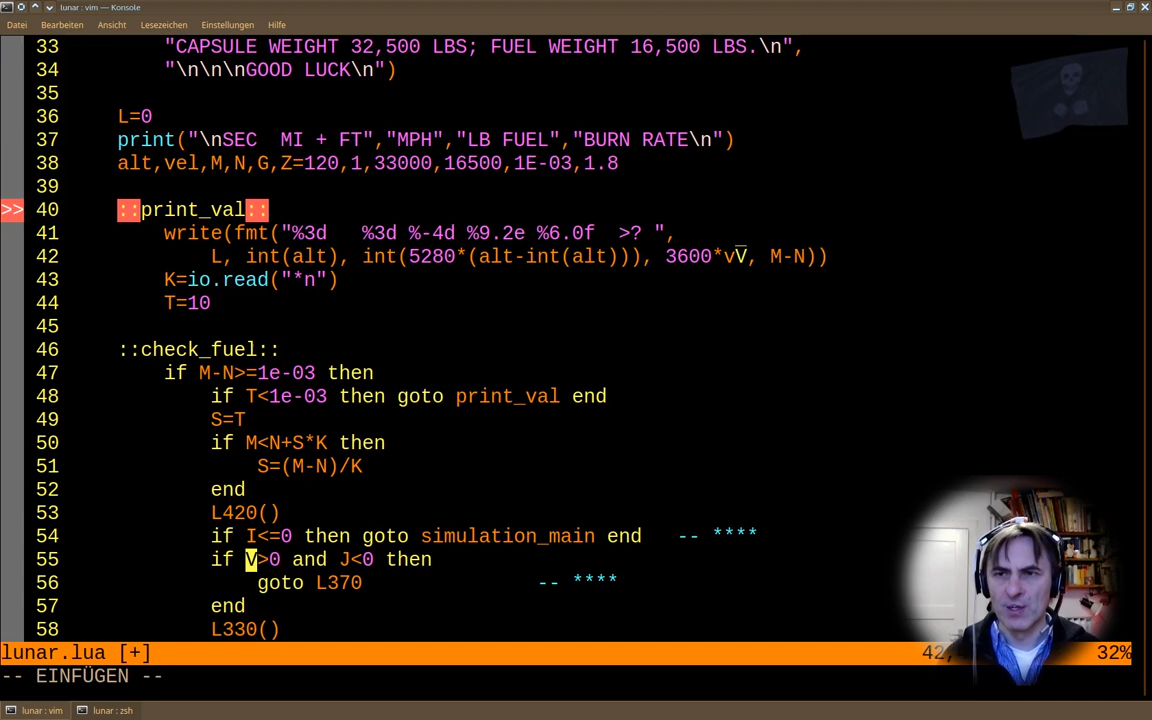 lunar : vim — Konsole
Datei Bearbeiten Ansicht Lesezeichen Einstellungen Hilfe
33 "CAPSULE WEIGHT 32,500 LBS; FUEL WEIGHT 16,500 LBS.\n",
34 "\n\n\nGOOD LUCK\n")
35
36 L=0
37 print("\nSEC  MI + FT","MPH","LB FUEL","BURN RATE\n")
38 alt,vel,M,N,G,Z=120,1,33000,16500,1E-03,1.8
39
>> 40 ::print_val::
41 write(fmt("%3d   %3d %-4d %9.2e %6.0f  >? ",
42 L, int(alt), int(5280*(alt-int(alt))), 3600*vV, M-N))
43 K=io.read("*n")
44 T=10
45
46 ::check_fuel::
47 if M-N>=1e-03 then
48 if T<1e-03 then goto print_val end
49 S=T
50 if M<N+S*K then
51 S=(M-N)/K
52 end
53 L420()
54 if I<=0 then goto simulation_main end   -- ****
55 if V>0 and J<0 then
56 goto L370               -- ****
57 end
58 L330()
lunar.lua [+] 42, 32%
-- EINFÜGEN --
lunar : vim lunar : zsh